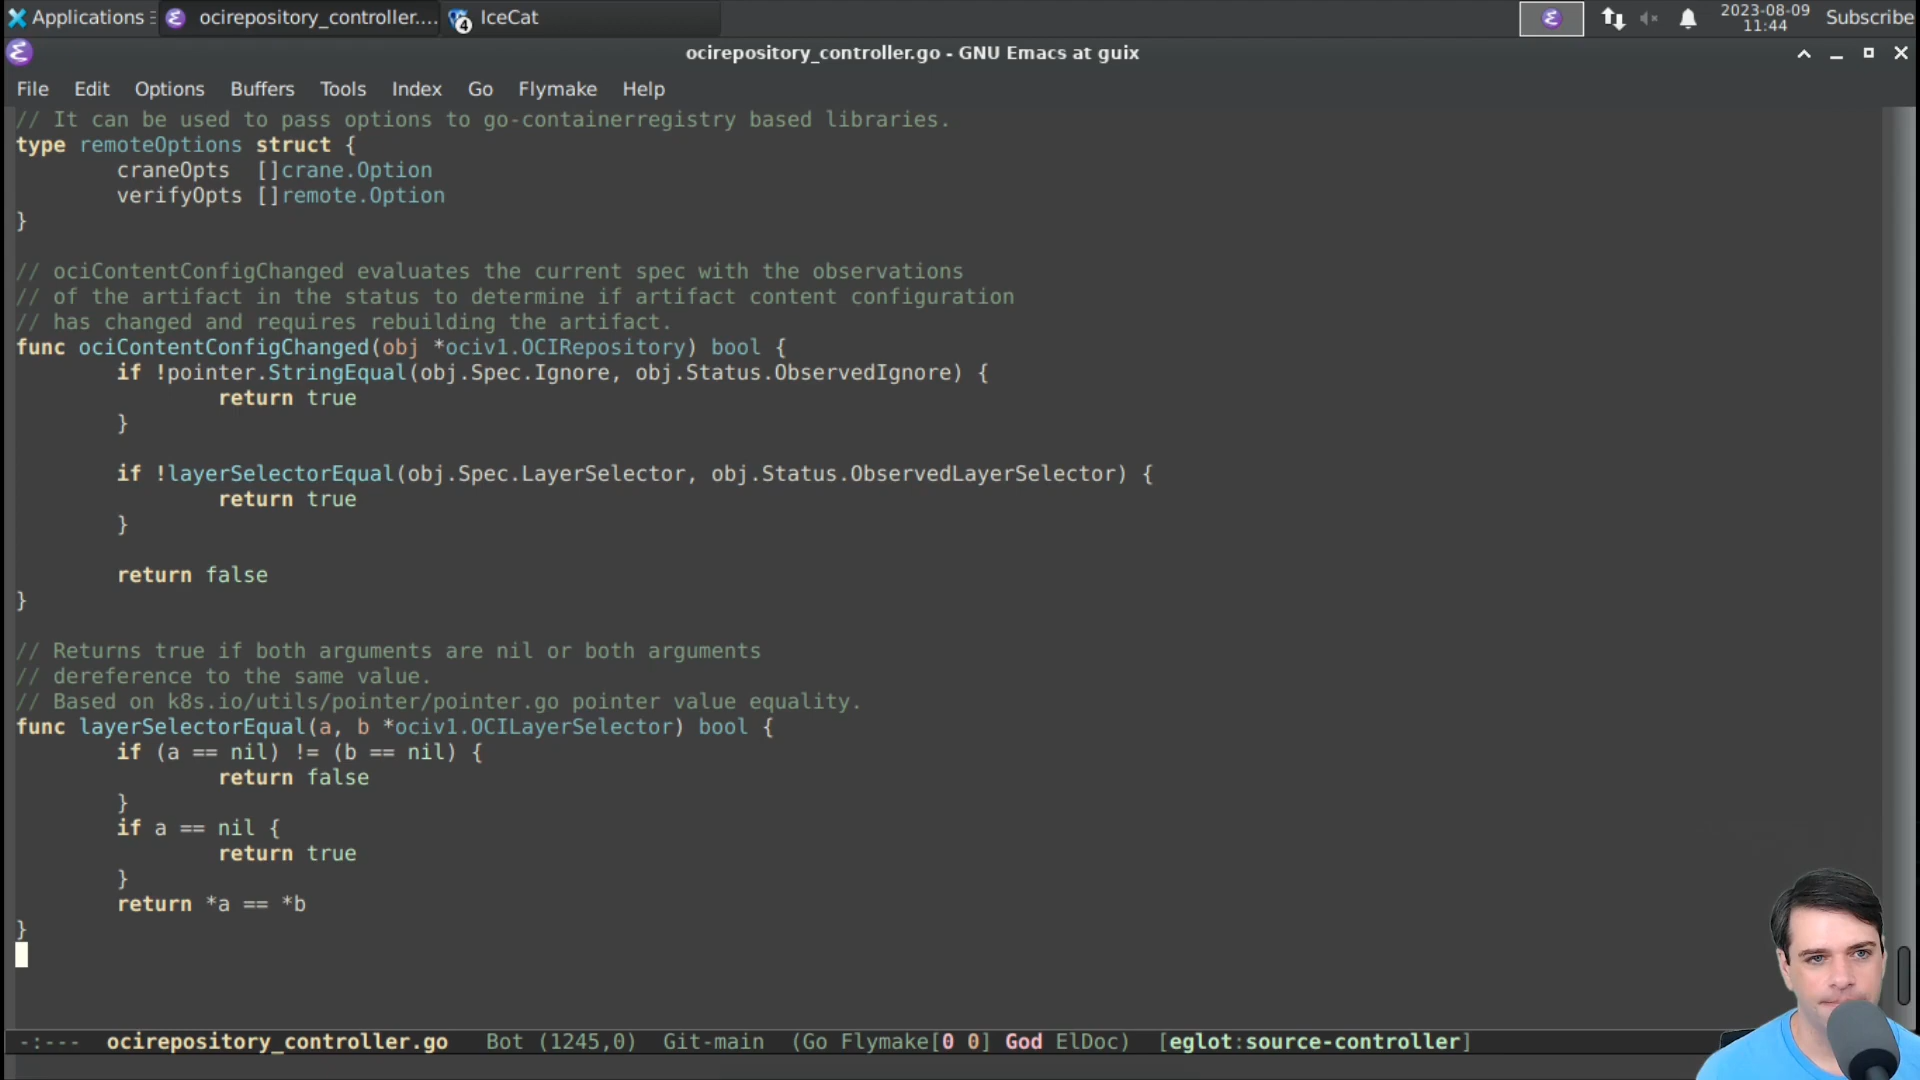 Applications
ocirepository_controller....
IceCat
4
2023-08-09
11:44
Subscribe
ocirepository_controller.go - GNU Emacs at guix
File Edit Options Buffers Tools Index Go Flymake Help
// It can be used to pass options to go-containerregistry based libraries.
type remoteOptions struct {
craneOpts []crane.Option
verifyOpts []remote.Option
}
// ociContentConfigChanged evaluates the current spec with the observations
// of the artifact in the status to determine if artifact content configuration
// has changed and requires rebuilding the artifact.
func ociContentConfigChanged(obj *ociv1.OCIRepository) bool {
if !pointer.StringEqual(obj.Spec.Ignore, obj.Status.ObservedIgnore) {
return true
}
if !layerSelectorEqual(obj.Spec.LayerSelector, obj.Status.ObservedLayerSelector) {
return true
}
return false
}
// Returns true if both arguments are nil or both arguments
// dereference to the same value.
// Based on k8s.io/utils/pointer/pointer.go pointer value equality.
func layerSelectorEqual(a, b *ociv1.OCILayerSelector) bool {
if (a == nil) != (b == nil) {
return false
}
if a == nil {
return true
}
return *a == *b
}
-:--- ocirepository_controller.go Bot (1245,0) Git-main (Go Flymake[0 0] God ElDoc) [eglot:source-controller]